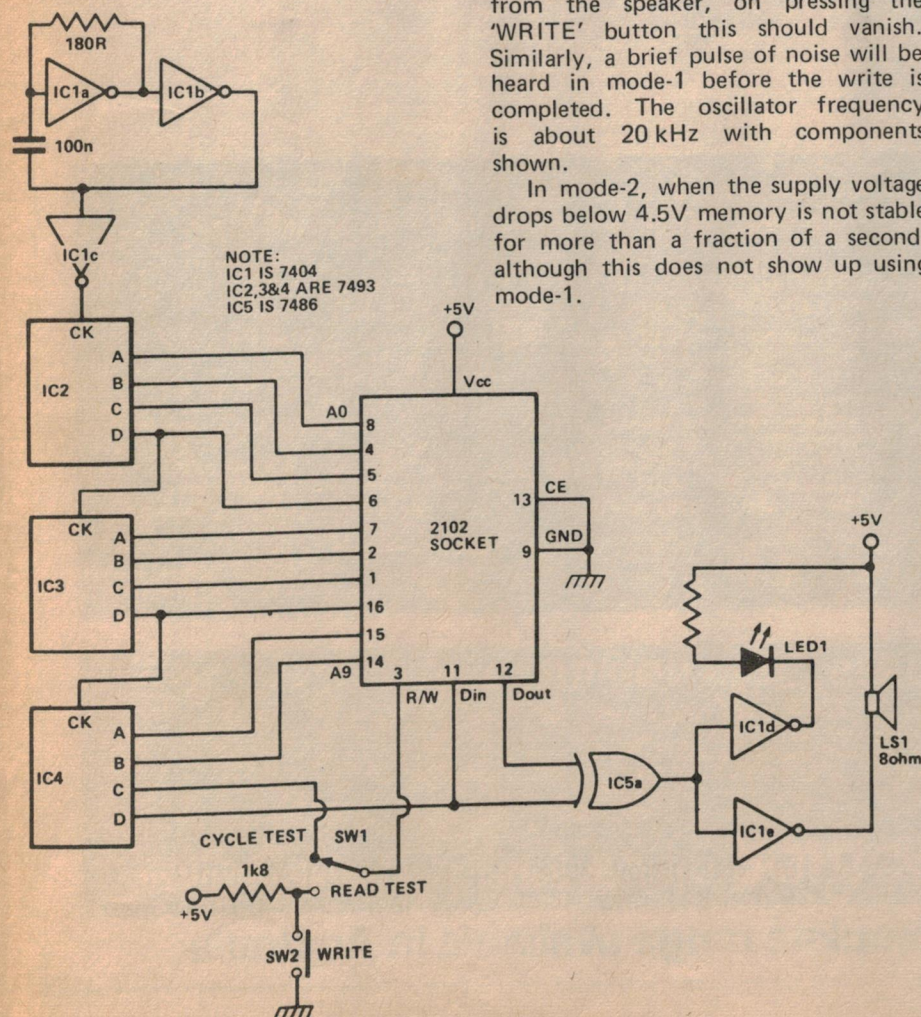 from the speaker, on pressing the
'WRITE' button this should vanish.
Similarly, a brief pulse of noise will be
heard in mode-1 before the write is
completed. The oscillator frequency
is about 20 kHz with components
shown.
In mode-2, when the supply voltage
drops below 4.5V memory is not stable
for more than a fraction of a second
although this does not show up using
mode-1.
180R
IC1a
IC1b
100n
IC1c
NOTE:
IC1 IS 7404
IC2,3&4 ARE 7493
IC5 IS 7486
+5V
Vcc
CK
IC2
A
B
C
D
CK
IC3
A
B
C
D
CK
IC4
A
B
C
D
A0
8
4
5
6
7
2
1
16
15
14
A9
2102
SOCKET
13
CE
9
GND
3
R/W
11
Din
12
Dout
+5V
LED1
IC1d
LS1
8ohm
IC5a
IC1e
CYCLE TEST
SW1
1k8
READ TEST
+5V
SW2
WRITE